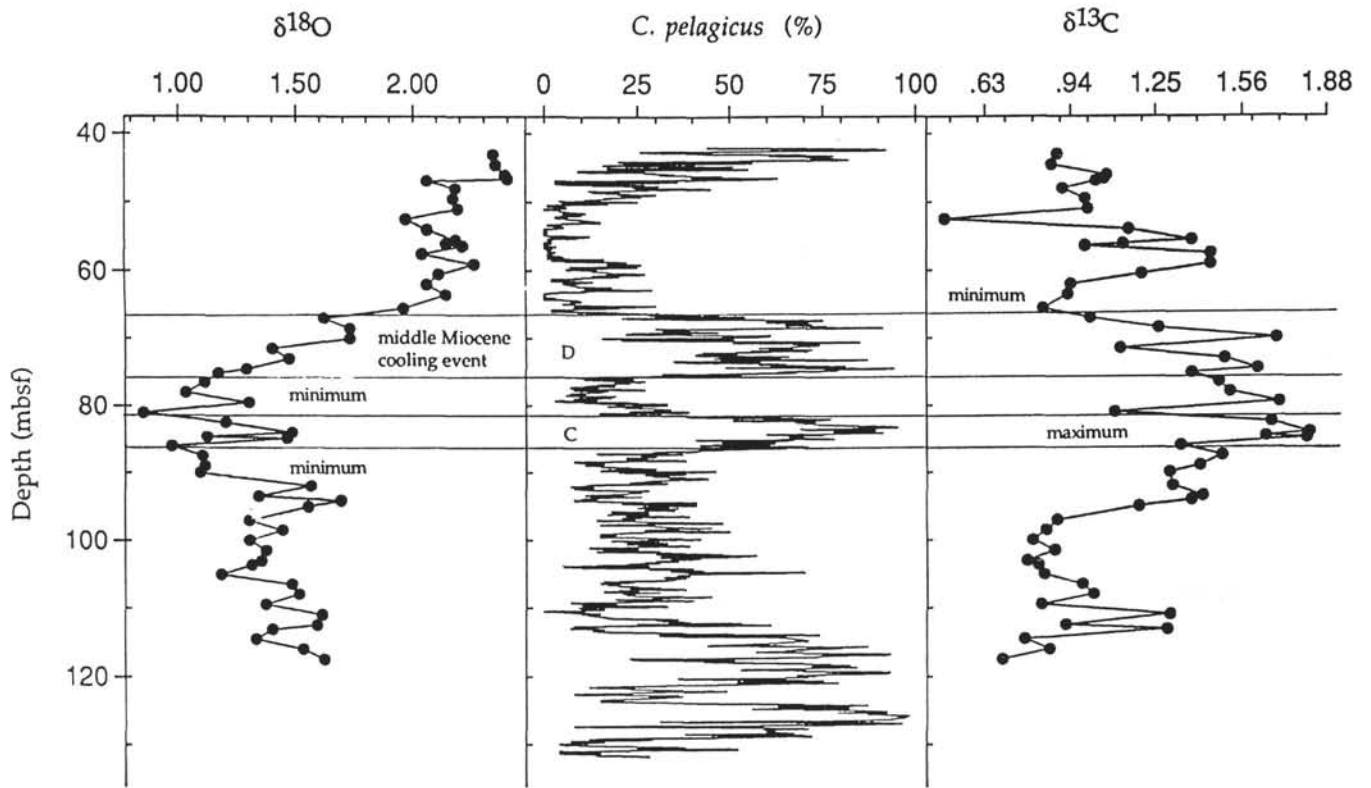 δ18O C. pelagicus (%) δ13C
1.00 1.50 2.00 0 25 50 75 100 .63 .94 1.25 1.56 1.88
40
60
minimum
middle Miocene
cooling event
D
80
minimum
C
maximum
minimum
Depth (mbsf)
100
120